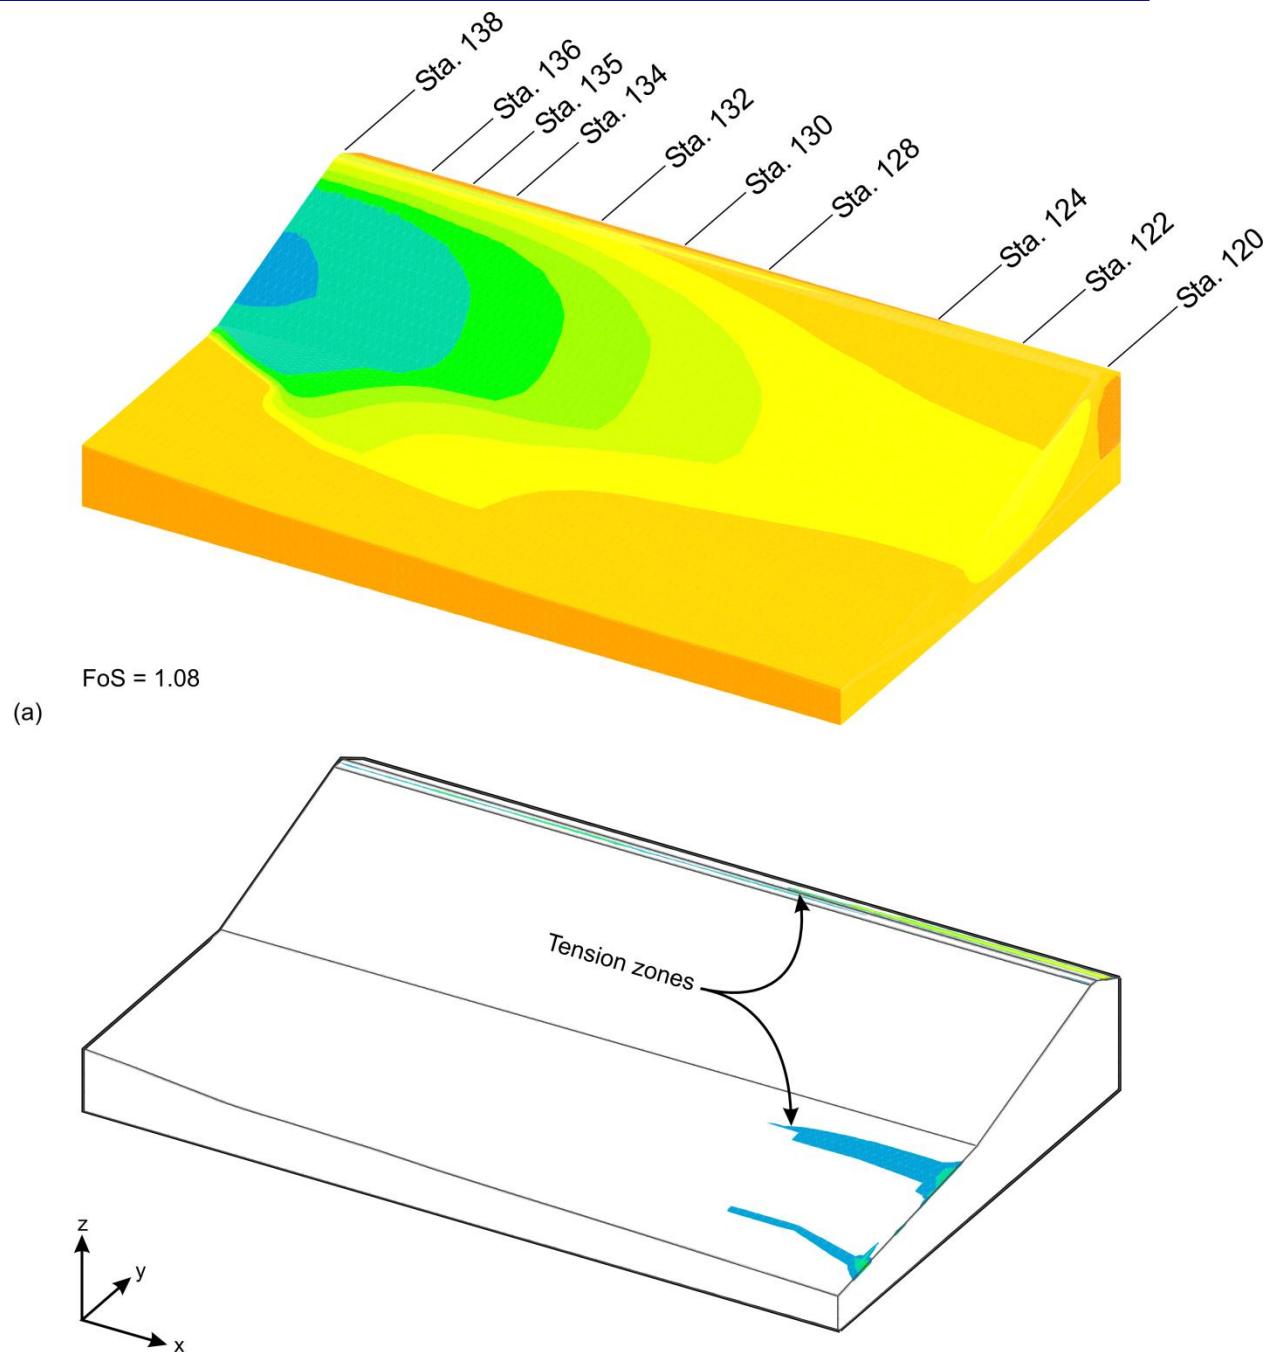 Sta. 138
Sta. 136
Sta. 135
Sta. 134
Sta. 132
Sta. 130
Sta. 128
Sta. 124
Sta. 122
Sta. 120
FoS = 1.08
(a)
Tension zones
z
y
x